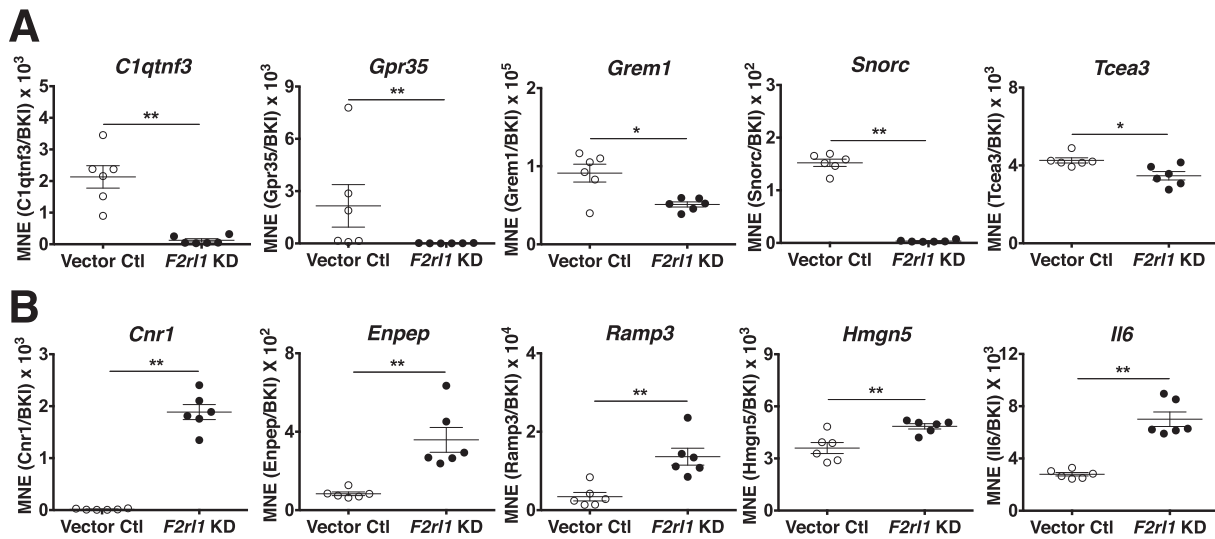 A
C1qtnf3
MNE (C1qtnf3/BKI) x 10³
5
4
3
2
1
0
**
Vector Ctl
F2rl1 KD
Gpr35
MNE (Gpr35/BKI) x 10³
9
6
3
0
**
Vector Ctl
F2rl1 KD
Grem1
MNE (Grem1/BKI) x 10⁵
2
1
0
*
Vector Ctl
F2rl1 KD
Snorc
MNE (Snorc/BKI) x 10²
3
2
1
0
**
Vector Ctl
F2rl1 KD
Tcea3
MNE (Tcea3/BKI) x 10³
8
4
0
*
Vector Ctl
F2rl1 KD
B
Cnr1
MNE (Cnr1/BKI) x 10³
3
2
1
0
**
Vector Ctl
F2rl1 KD
Enpep
MNE (Enpep/BKI) x 10²
8
4
0
**
Vector Ctl
F2rl1 KD
Ramp3
MNE (Ramp3/BKI) x 10⁴
4
2
0
**
Vector Ctl
F2rl1 KD
Hmgn5
MNE (Hmgn5/BKI) x 10³
9
6
3
0
**
Vector Ctl
F2rl1 KD
Il6
MNE (Il6/BKI) X 10³
12
8
4
0
**
Vector Ctl
F2rl1 KD